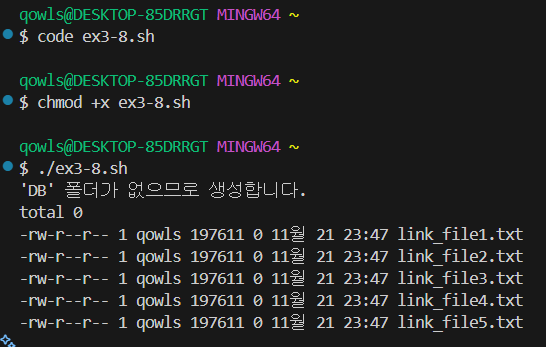 qowls@DESKTOP-85DRRGT MINGW64 ~
$ code ex3-8.sh
qowls@DESKTOP-85DRRGT MINGW64 ~
$ chmod +x ex3-8.sh
qowls@DESKTOP-85DRRGT MINGW64 ~
$ ./ex3-8.sh
'DB' 폴더가 없으므로 생성합니다.
total 0
-rw-r--r-- 1 qowls 197611 0 11월 21 23:47 link_file1.txt
-rw-r--r-- 1 qowls 197611 0 11월 21 23:47 link_file2.txt
-rw-r--r-- 1 qowls 197611 0 11월 21 23:47 link_file3.txt
-rw-r--r-- 1 qowls 197611 0 11월 21 23:47 link_file4.txt
-rw-r--r-- 1 qowls 197611 0 11월 21 23:47 link_file5.txt